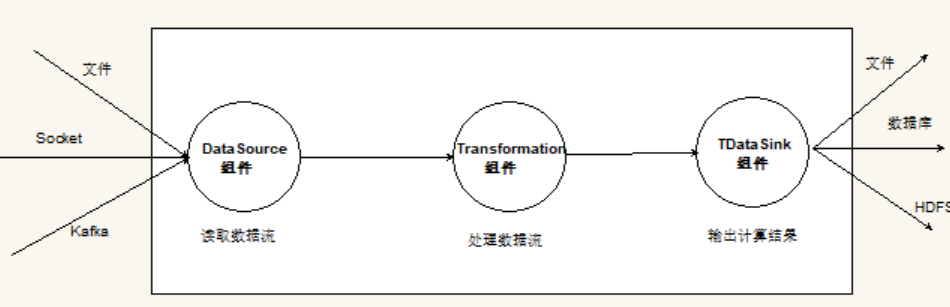 文件
Socket
Kafka
DataSource
组件
读取数据流
Transformation
组件
处理数据流
TDataSink
组件
输出计算结果
文件
数据库
HDFS